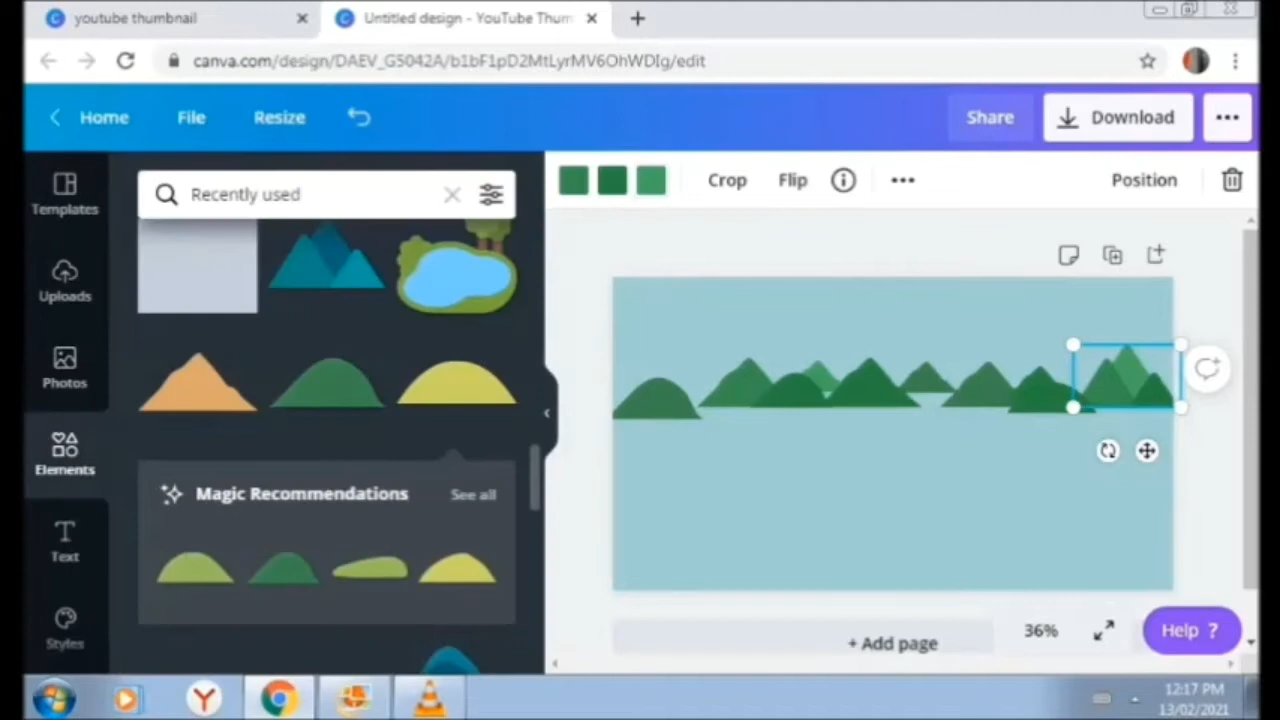 youtube thumbnail
Untitled design - YouTube Thum
canva.com/design/DAEV_G5042A/b1bF1pD2MtLyrMV6OhWDIg/edit
Home
File
Resize
Share
Download
Templates
Recently used
Crop
Flip
Position
Uploads
Photos
Elements
Magic Recommendations
See all
Text
Styles
+ Add page
36%
Help ?
12:17 PM
13/02/2021